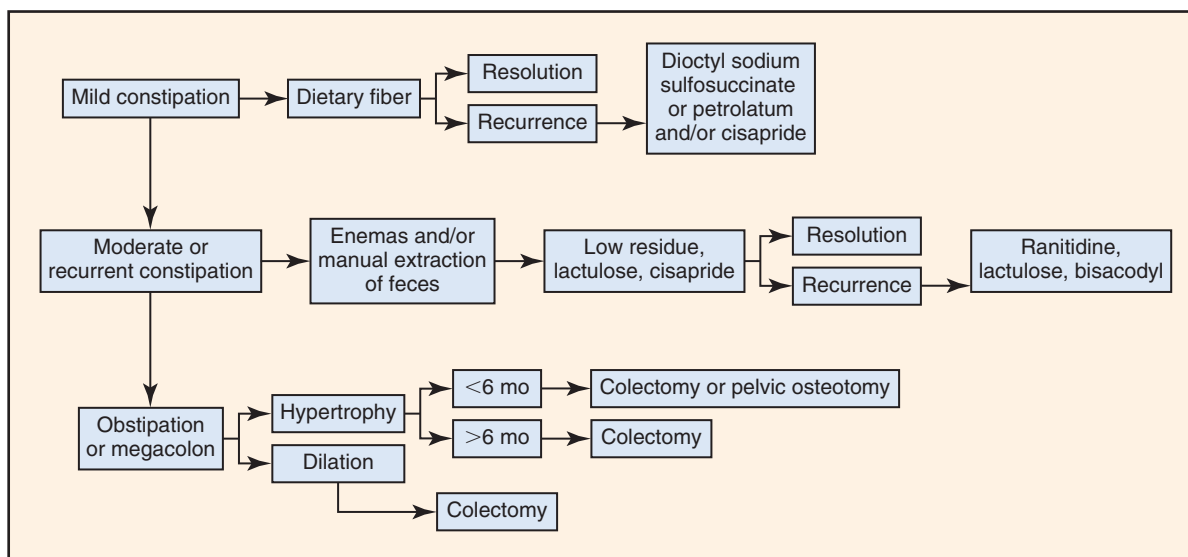 Mild constipation
Dietary fiber
Resolution
Recurrence
Dioctyl sodium
sulfosuccinate
or petrolatum
and/or cisapride
Moderate or
recurrent constipation
Enemas and/or
manual extraction
of feces
Low residue,
lactulose, cisapride
Resolution
Recurrence
Ranitidine,
lactulose, bisacodyl
Obstipation
or megacolon
Hypertrophy
<6 mo
Colectomy or pelvic osteotomy
>6 mo
Colectomy
Dilation
Colectomy